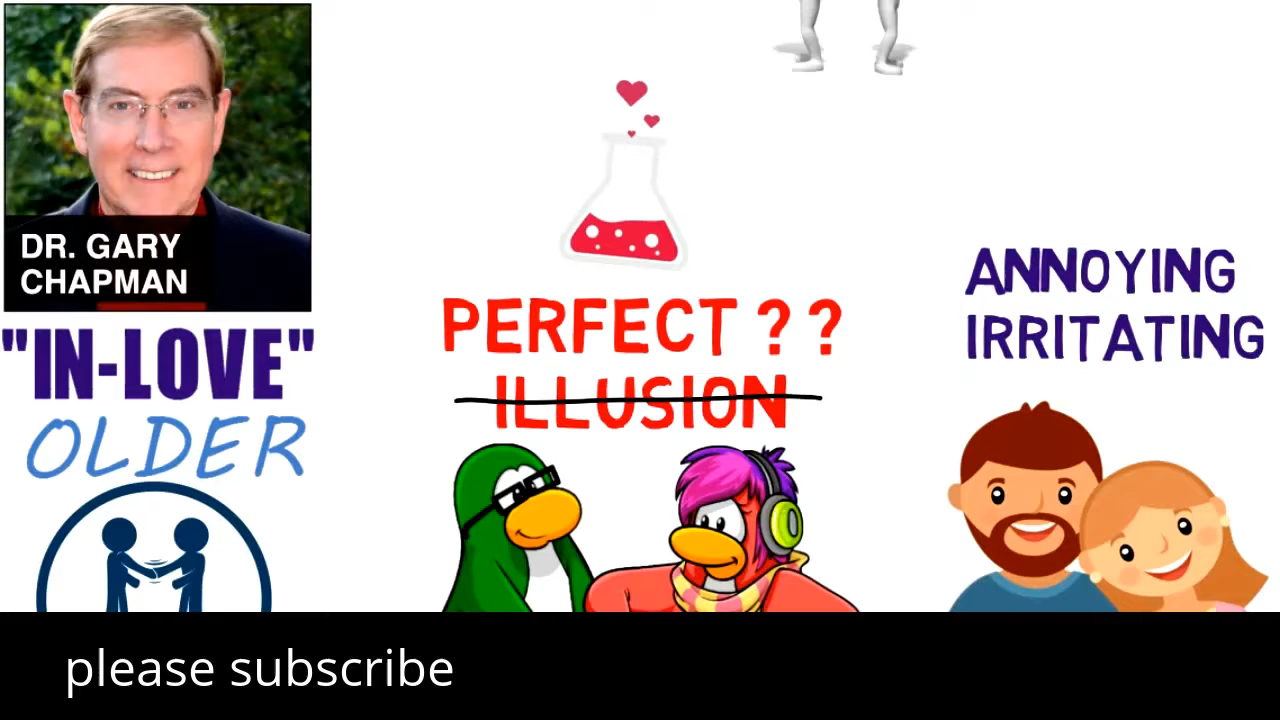 DR. GARY
CHAPMAN
"IN-LOVE"
OLDER
PERFECT ??
ILLUSION
ANNOYING
IRRITATING
please subscribe